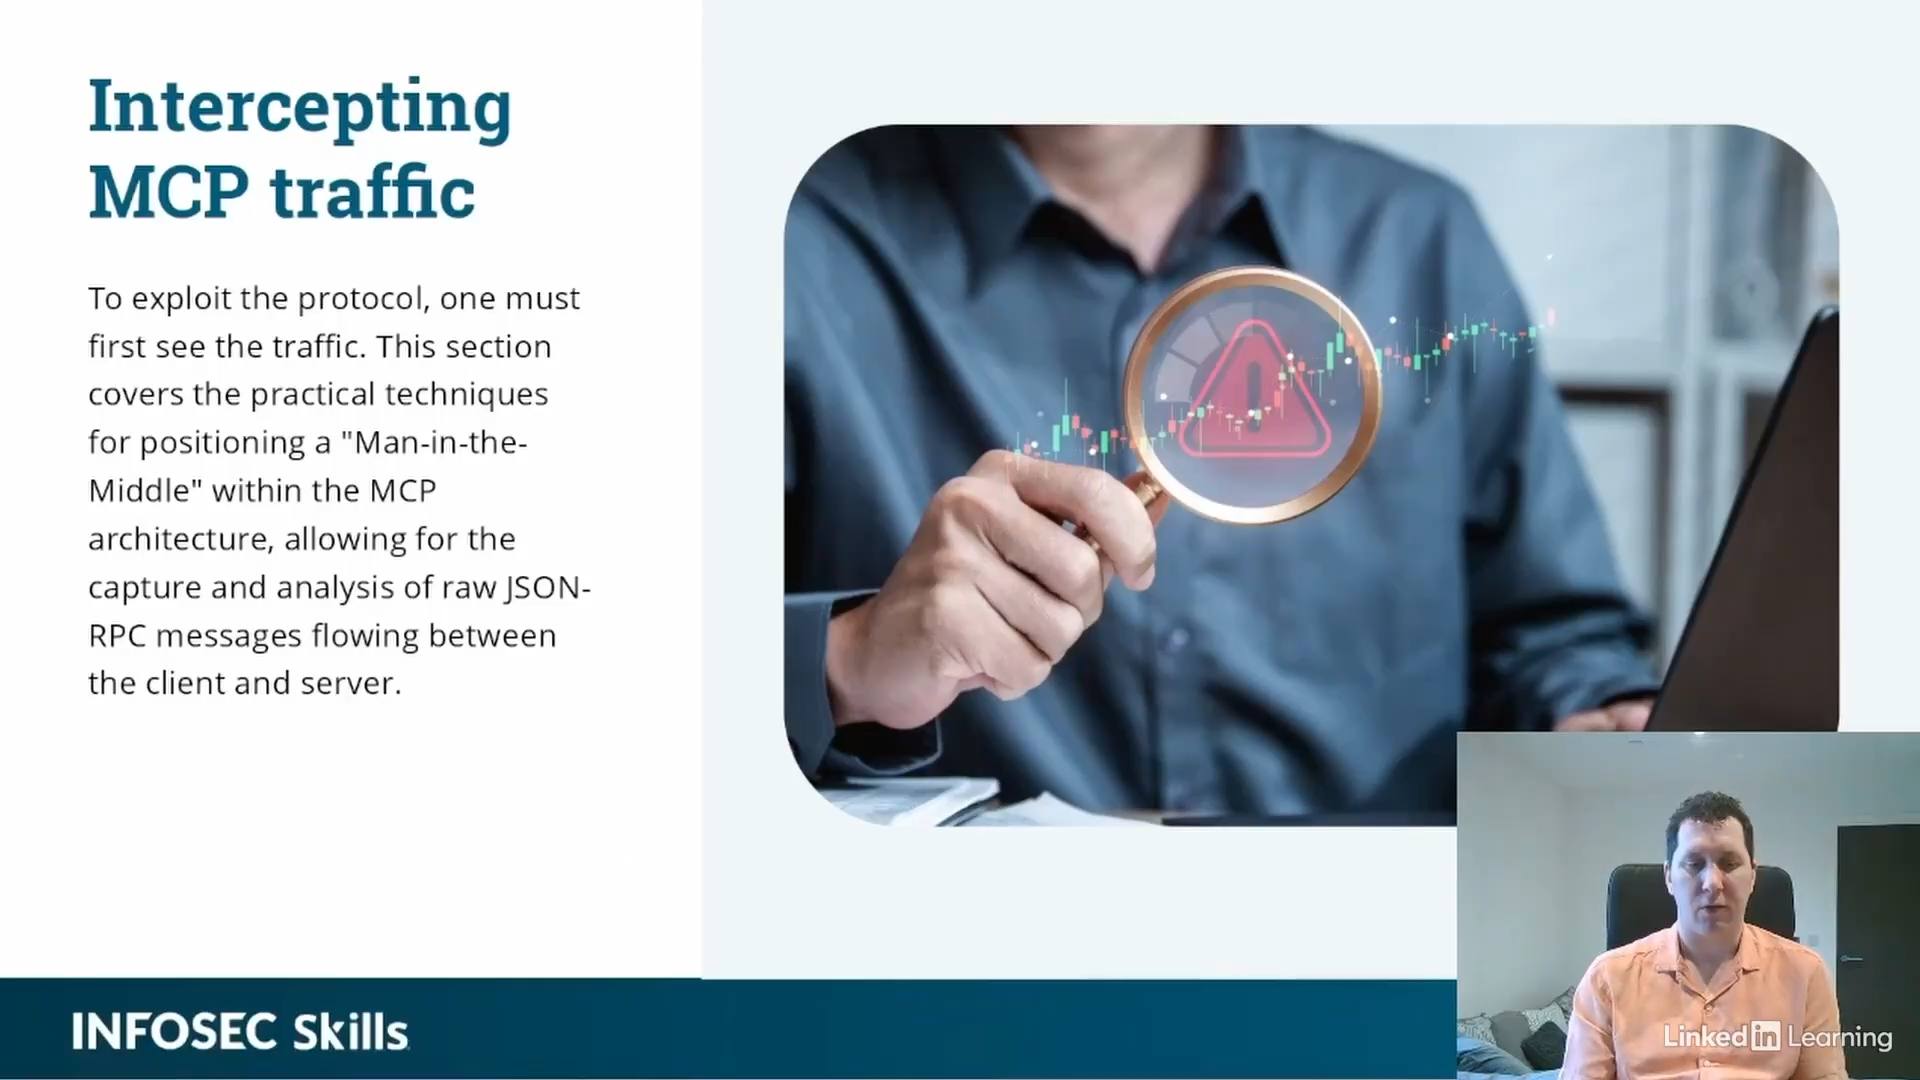 Intercepting
MCP traffic
To exploit the protocol, one must
first see the traffic. This section
covers the practical techniques
for positioning a "Man-in-the-
Middle" within the MCP
architecture, allowing for the
capture and analysis of raw JSON-
RPC messages flowing between
the client and server.
INFOSEC Skills
Linked in Learning